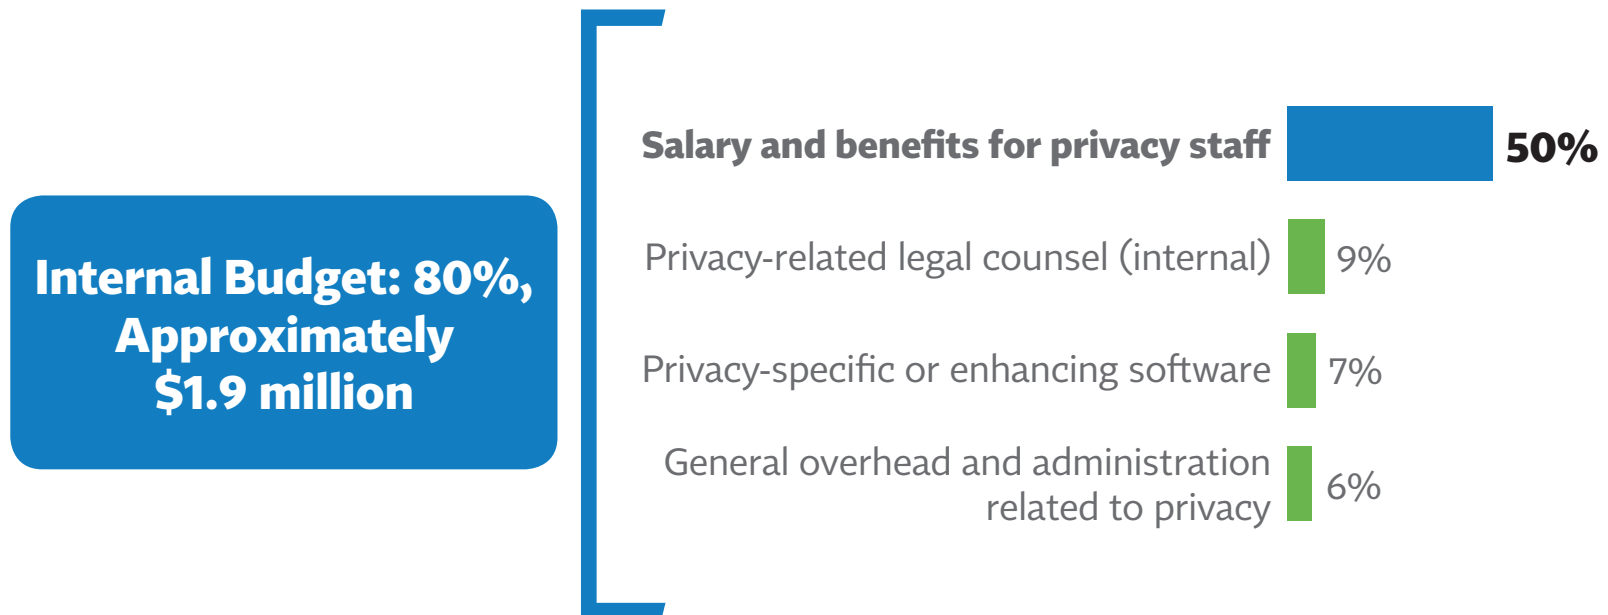 Internal Budget: 80%,
Approximately
$1.9 million
Salary and benefits for privacy staff
50%
Privacy-related legal counsel (internal)
9%
Privacy-specific or enhancing software
7%
General overhead and administration
related to privacy
6%